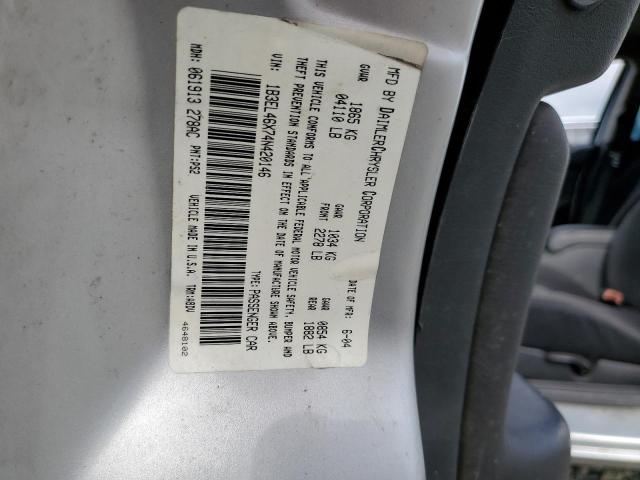 MFD BY DAIMLERCHRYSLER CORPORATION
DATE OF MFR: 6-04
GVWR 1865 KG
04110 LB
GAWR FRONT 1034 KG
2278 LB
GAWR REAR 0854 KG
1882 LB
THIS VEHICLE CONFORMS TO ALL APPLICABLE FEDERAL MOTOR VEHICLE SAFETY, BUMPER AND
THEFT PREVENTION STANDARDS IN EFFECT ON THE DATE OF MANUFACTURE SHOWN ABOVE.
VIN: 1B3EL46X74N420146
TYPE: PASSENGER CAR
MDH: 061913 278AC PNT: PS2
VEHICLE MADE IN U.S.A. TRM: ABDV
4648102